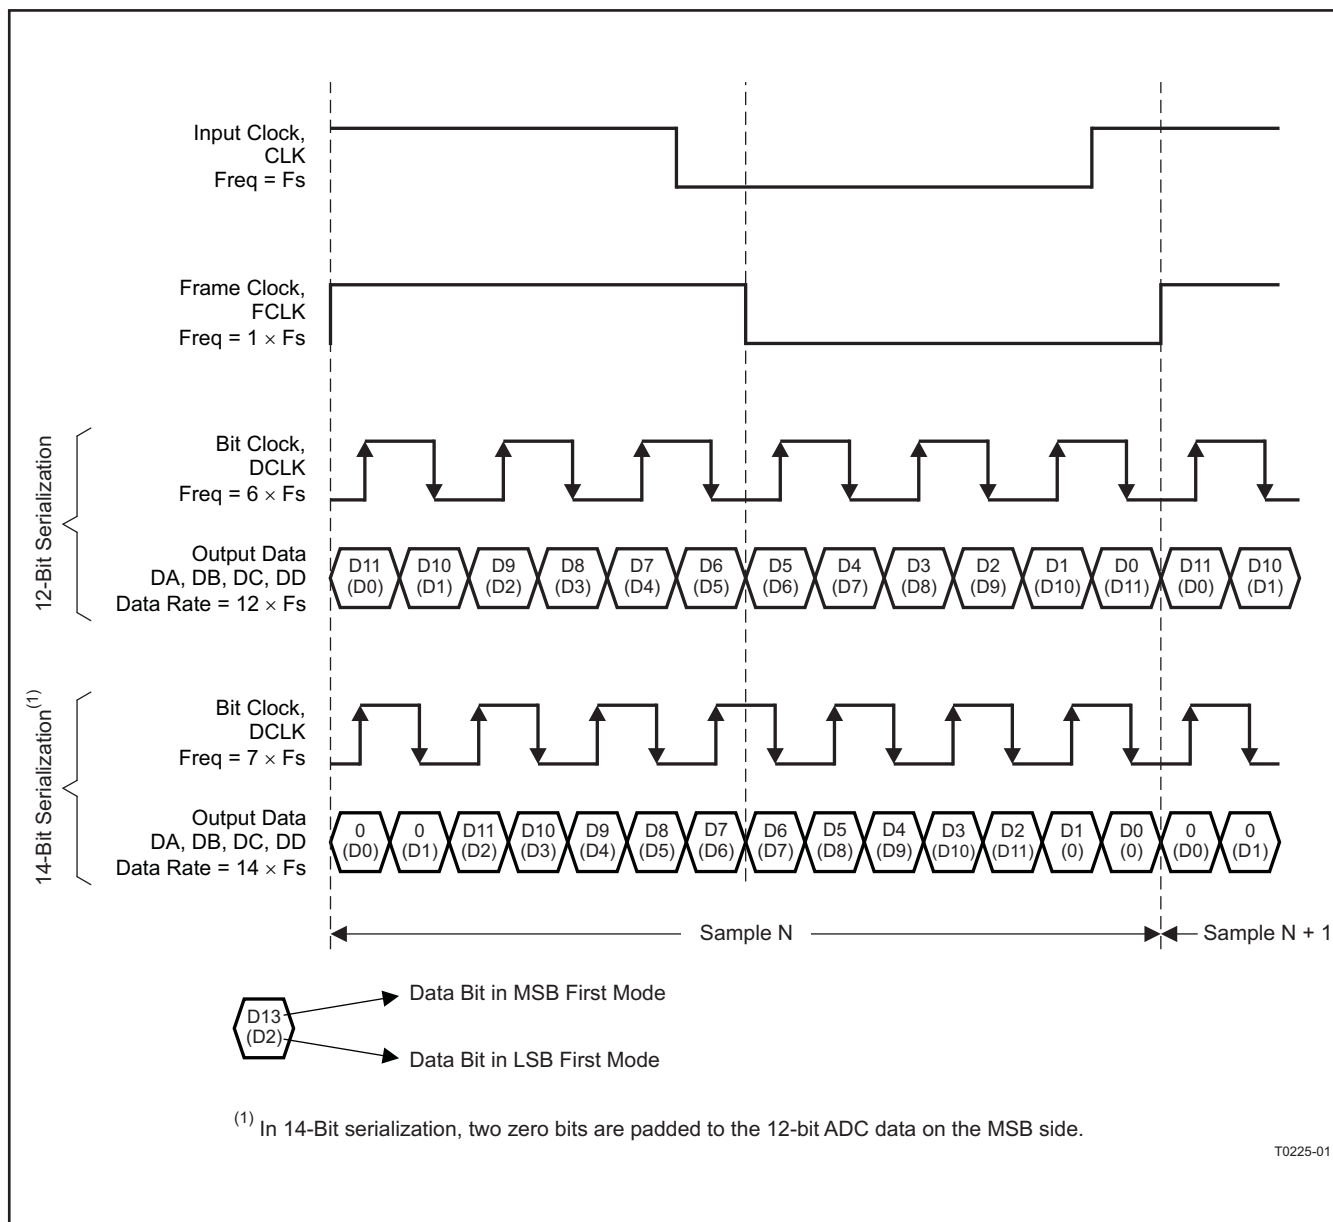 Input Clock,
CLK
Freq = Fs
Frame Clock,
FCLK
Freq = 1 × Fs
12-Bit Serialization
Bit Clock,
DCLK
Freq = 6 × Fs
Output Data
DA, DB, DC, DD
Data Rate = 12 × Fs
D11 D10 D9 D8 D7 D6 D5 D4 D3 D2 D1 D0 D11 D10
(D0) (D1) (D2) (D3) (D4) (D5) (D6) (D7) (D8) (D9) (D10) (D11) (D0) (D1)
14-Bit Serialization(1)
Bit Clock,
DCLK
Freq = 7 × Fs
Output Data
DA, DB, DC, DD
Data Rate = 14 × Fs
0 0 D11 D10 D9 D8 D7 D6 D5 D4 D3 D2 D1 D0 0 0
(D0) (D1) (D2) (D3) (D4) (D5) (D6) (D7) (D8) (D9) (D10) (D11) (0) (0) (D0) (D1)
Sample N
Sample N + 1
D13
(D2)
Data Bit in MSB First Mode
Data Bit in LSB First Mode
(1) In 14-Bit serialization, two zero bits are padded to the 12-bit ADC data on the MSB side.
T0225-01